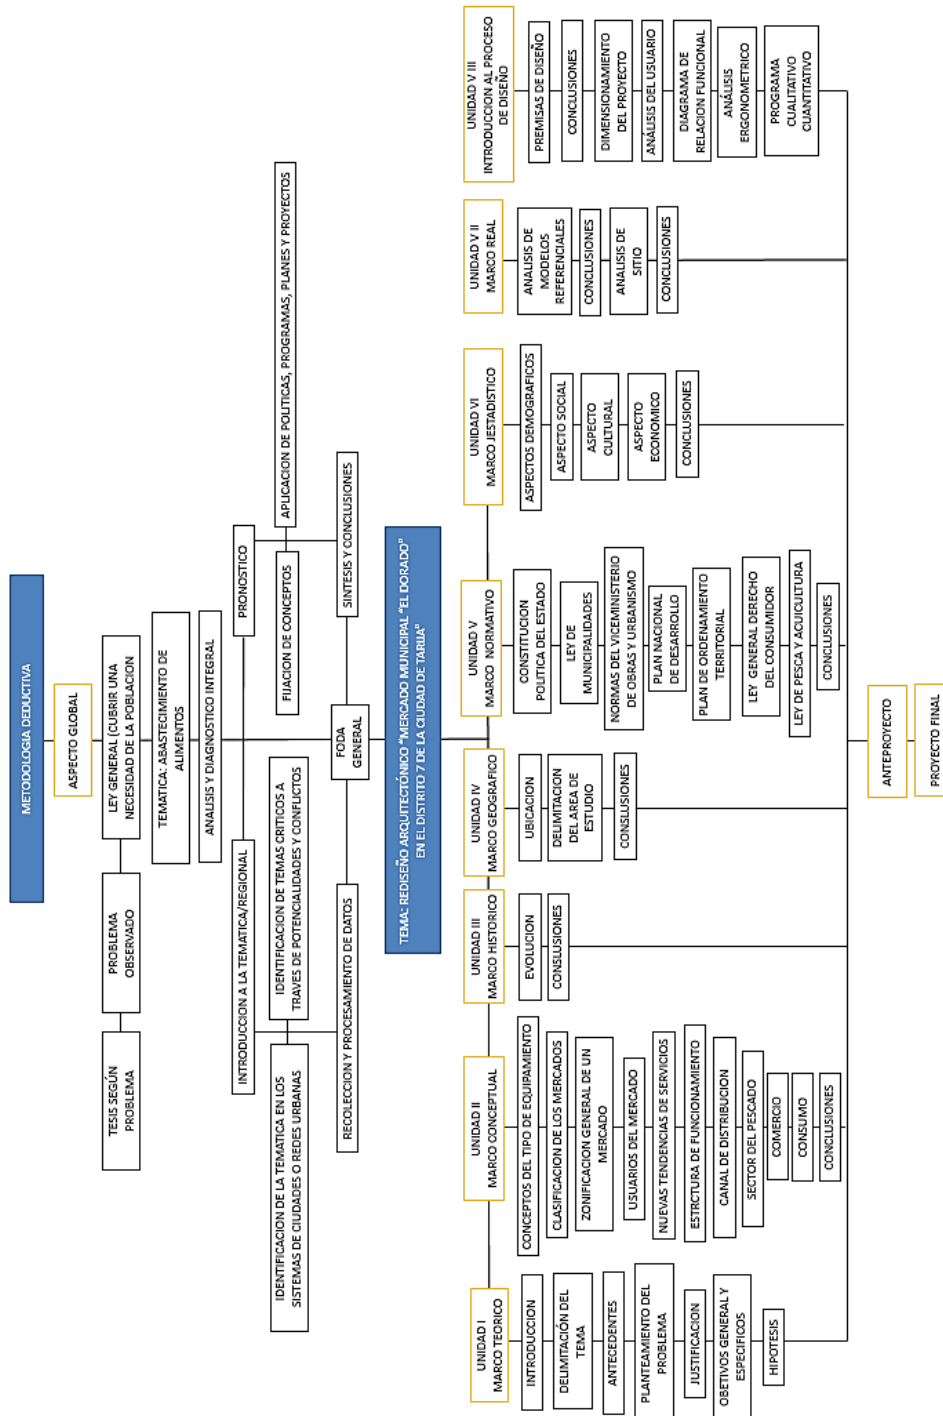 METODOLOGIA DEDUCTIVA
ASPECTO GLOBAL
TESIS SEGÚN
PROBLEMA
PROBLEMA
OBSERVADO
LEY GENERAL (CUBRIR UNA
NECESIDAD DE LA POBLACION
TEMATICA: ABASTECIMIENTO DE
ALIMENTOS
ANALISIS Y DIAGNOSTICO INTEGRAL
INTRODUCCION A LA TEMATICA/REGIONAL
PRONOSTICO
IDENTIFICACION DE LA TEMATICA EN LOS
SISTEMAS DE CIUDADES O REDES URBANAS
IDENTIFICACION DE TEMAS CRITICOS A
TRAVES DE POTENCIALIDADES Y CONFLICTOS
FIJACION DE CONCEPTOS
APLICACION DE POLITICAS, PROGRAMAS, PLANES Y PROYECTOS
RECOLECCION Y PROCESAMIENTO DE DATOS
FODA
GENERAL
SINTESIS Y CONCLUSIONES
TEMA: REDISEÑO ARQUITECTÓNICO "MERCADO MUNICIPAL "EL DORADO"
EN EL DISTRITO 7 DE LA CIUDAD DE TARIJA"
UNIDAD I
MARCO TEORICO
INTRODUCCION
DELIMITACIÓN DEL
TEMA
ANTECEDENTES
PLANTEAMIENTO DEL
PROBLEMA
JUSTIFICACION
OBETIVOS GENERAL Y
ESPECIFICOS
HIPOTESIS
UNIDAD II
MARCO CONCEPTUAL
CONCEPTOS DEL TIPO DE EQUIPAMIENTO
CLASIFICACION DE LOS MERCADOS
ZONIFICACION GENERAL DE UN
MERCADO
USUARIOS DEL MERCADO
NUEVAS TENDENCIAS DE SERVICIOS
ESTRCTURA DE FUNCIONAMIENTO
CANAL DE DISTRIBUCION
SECTOR DEL PESCADO
COMERCIO
CONSUMO
CONCLUSIONES
UNIDAD III
MARCO HISTORICO
EVOLUCION
CONSLUSIONES
UNIDAD IV
MARCO GEOGRAFICO
UBICACION
DELIMITACION
DEL AREA DE
ESTUDIO
CONSLUSIONES
UNIDAD V
MARCO NORMATIVO
CONSTITUCION
POLITICA DEL ESTADO
LEY DE
MUNICIPALIDADES
NORMAS DEL VICEMINISTERIO
DE OBRAS Y URBANISMO
PLAN NACIONAL
DE DESARROLLO
PLAN DE ORDENAMIENTO
TERRITORIAL
LEY GENERAL DERECHO
DEL CONSUMIDOR
LEY DE PESCA Y ACUICULTURA
CONCLUSIONES
UNIDAD VI
MARCO JESTADISTICO
ASPECTOS DEMOGRAFICOS
ASPECTO SOCIAL
ASPECTO
CULTURAL
ASPECTO
ECONOMICO
CONCLUSIONES
UNIDAD V II
MARCO REAL
ANALISIS DE
MODELOS
REFERENCIALES
CONCLUSIONES
ANALISIS DE
SITIO
CONCLUSIONES
UNIDAD V III
INTRODUCCION AL PROCESO
DE DISEÑO
PREMISAS DE DISEÑO
CONCLUSIONES
DIMENSIONAMIENTO
DEL PROYECTO
ANÁLISIS DEL USUARIO
DIAGRAMA DE
RELACION FUNCIONAL
ANÁLISIS
ERGONOMETRICO
PROGRAMA
CUALITATIVO
CUANTITATIVO
ANTEPROYECTO
PROYECTO FINAL